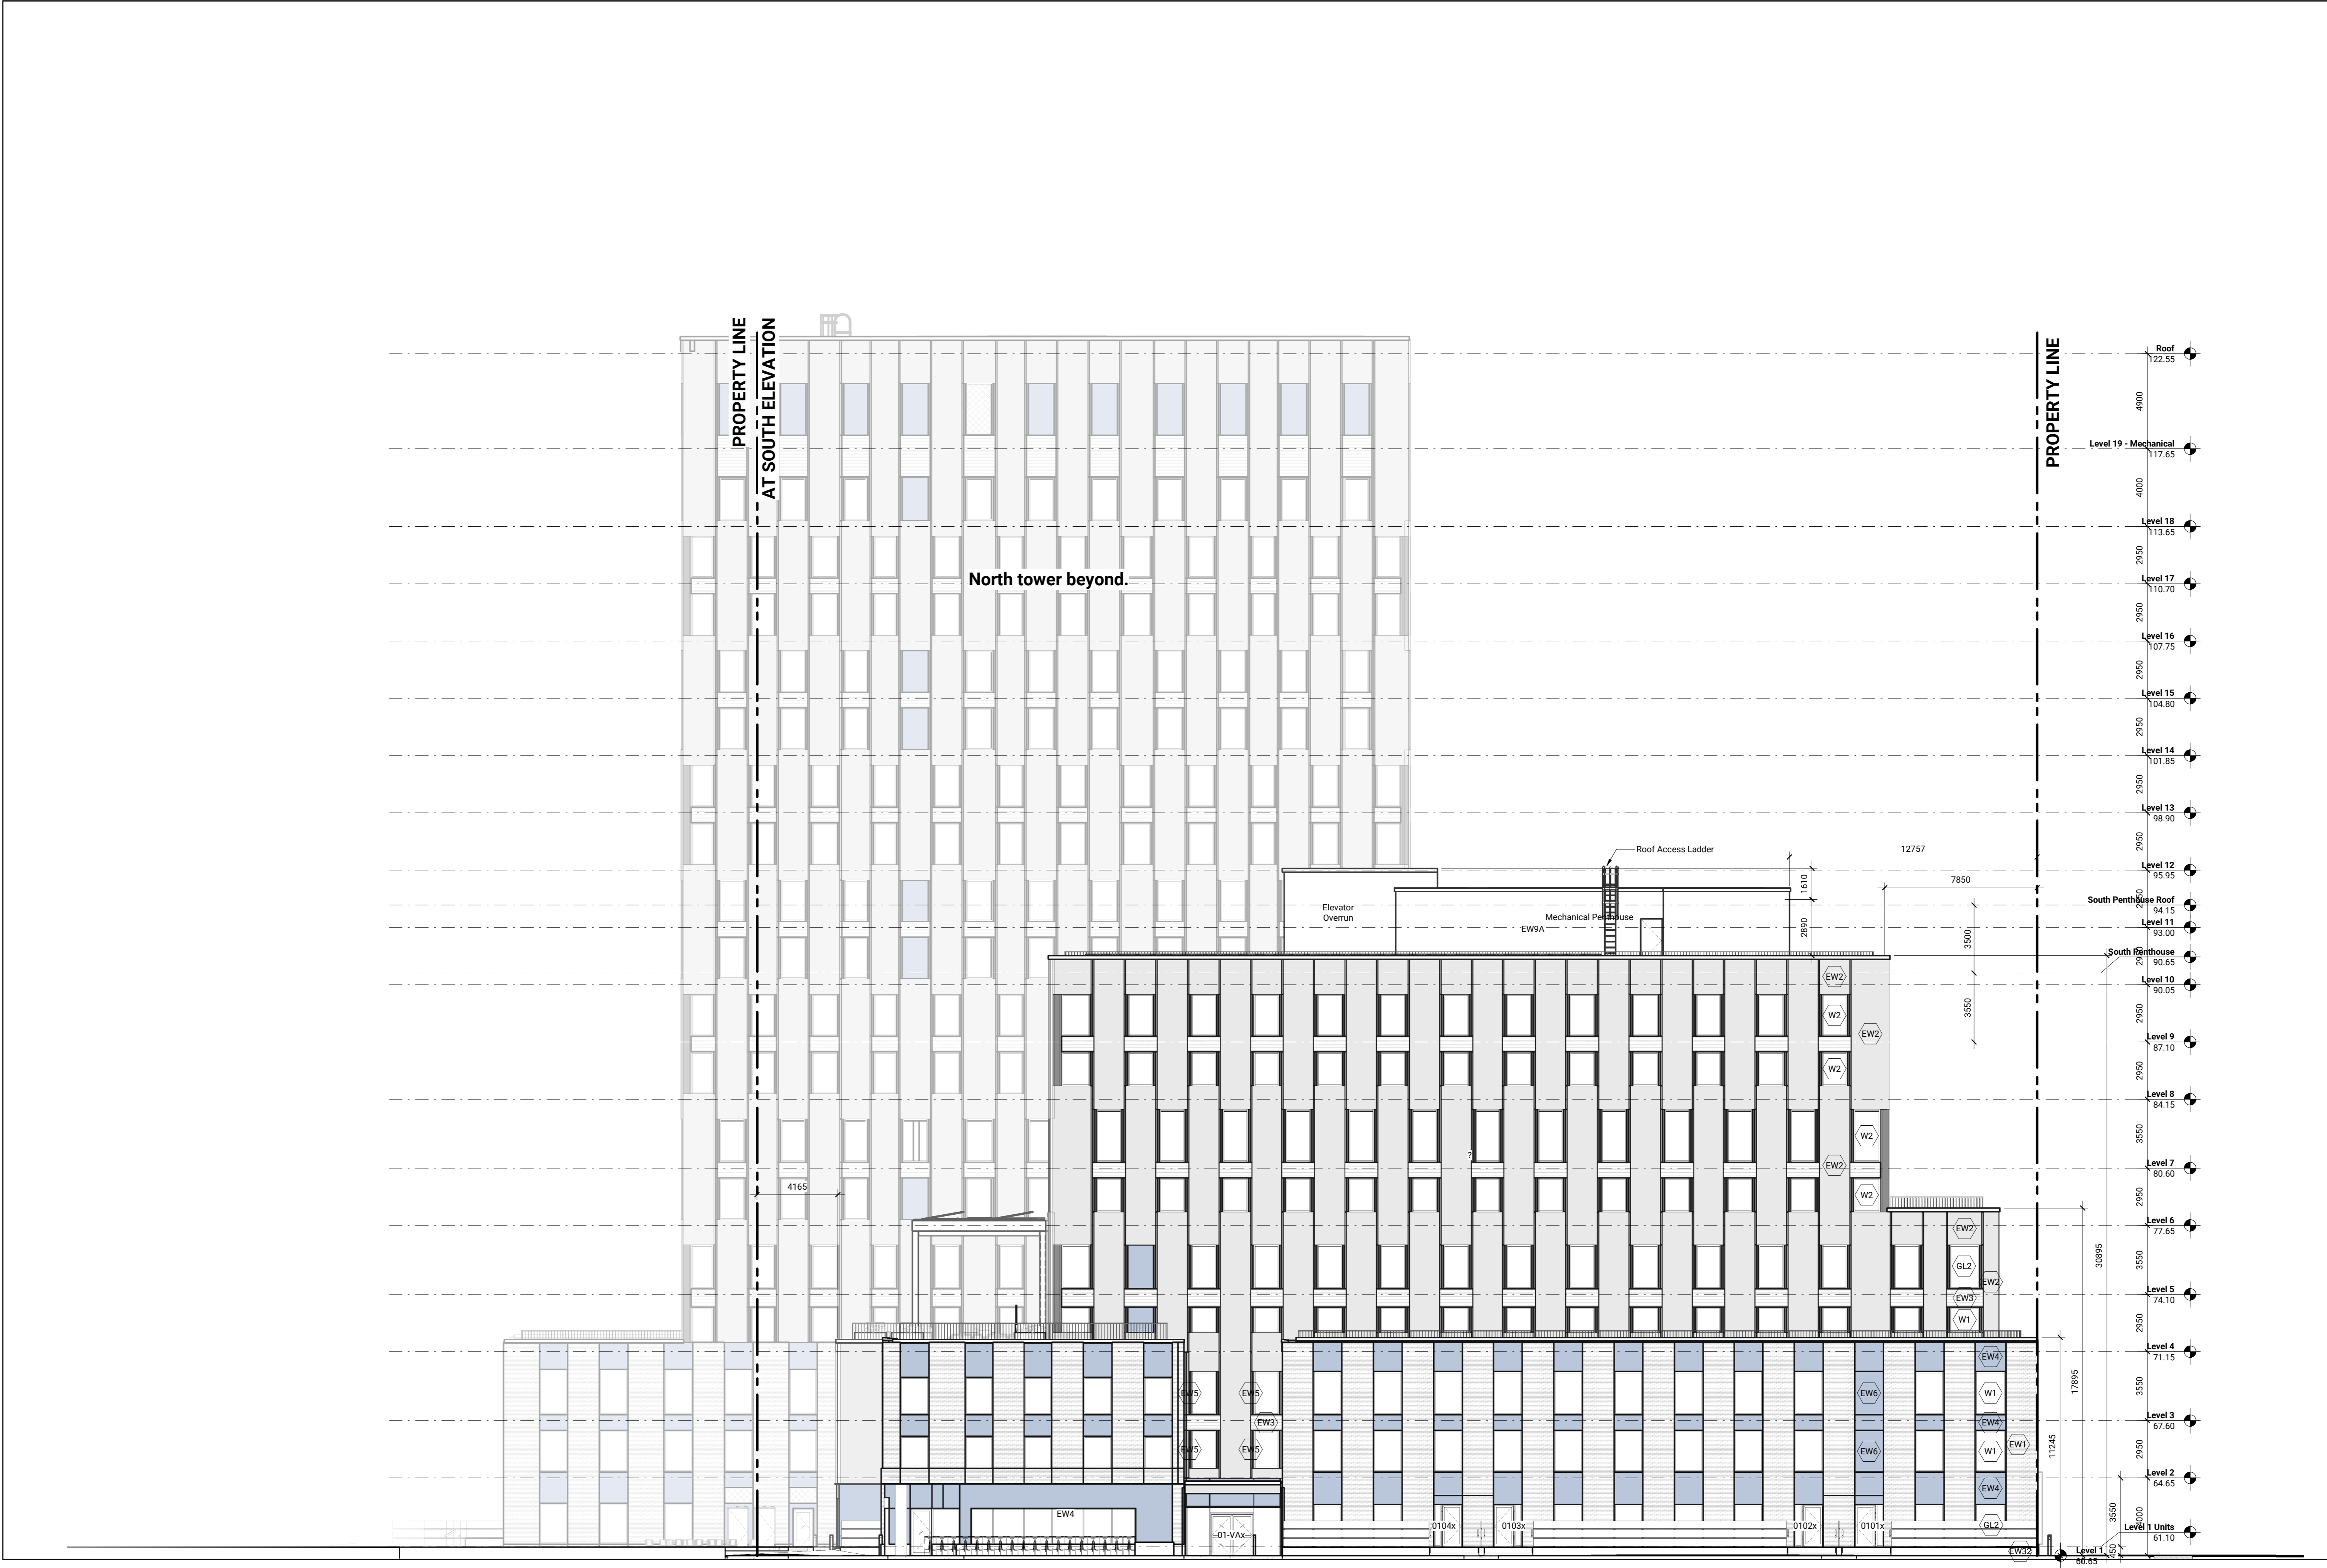 PROPERTY LINE
AT SOUTH ELEVATION
PROPERTY LINE
Roof
122.55
4900
Level 19 - Mechanical
117.65
4000
Level 18
113.65
2950
North tower beyond.
Level 17
110.70
2950
Level 16
107.75
2950
Level 15
104.80
2950
Level 14
101.85
2950
Level 13
98.90
2950
Roof Access Ladder
12757
Level 12
95.95
1610
7850
2950
South Penthouse Roof
94.15
Elevator
Overrun
Mechanical Penthouse
EW9A
2890
3500
Level 11
93.00
2950
South Penthouse
90.65
EW2
Level 10
90.05
W2
3550
2950
EW2
Level 9
87.10
W2
2950
Level 8
84.15
W2
3550
?
EW2
Level 7
80.60
4165
W2
2950
EW2
Level 6
77.65
30895
GL2
3550
EW2
EW3
Level 5
74.10
W1
2950
EW4
Level 4
71.15
17895
EW5
EW5
EW6
W1
3550
EW3
EW4
Level 3
67.60
EW5
EW5
EW6
W1
EW1
11245
2950
Level 2
64.65
EW4
3550
4000
EW4
01-VAx
0104x
0103x
0102x
0101x
GL2
Level 1 Units
61.10
EW32
Level 1
60.65
450